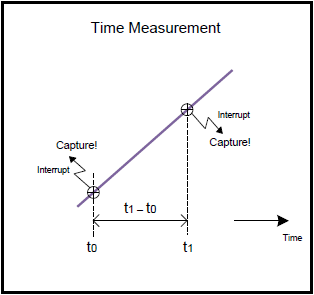 Time Measurement
Interrupt
Capture!
Capture!
Interrupt
t1 – t0
t0
t1
Time